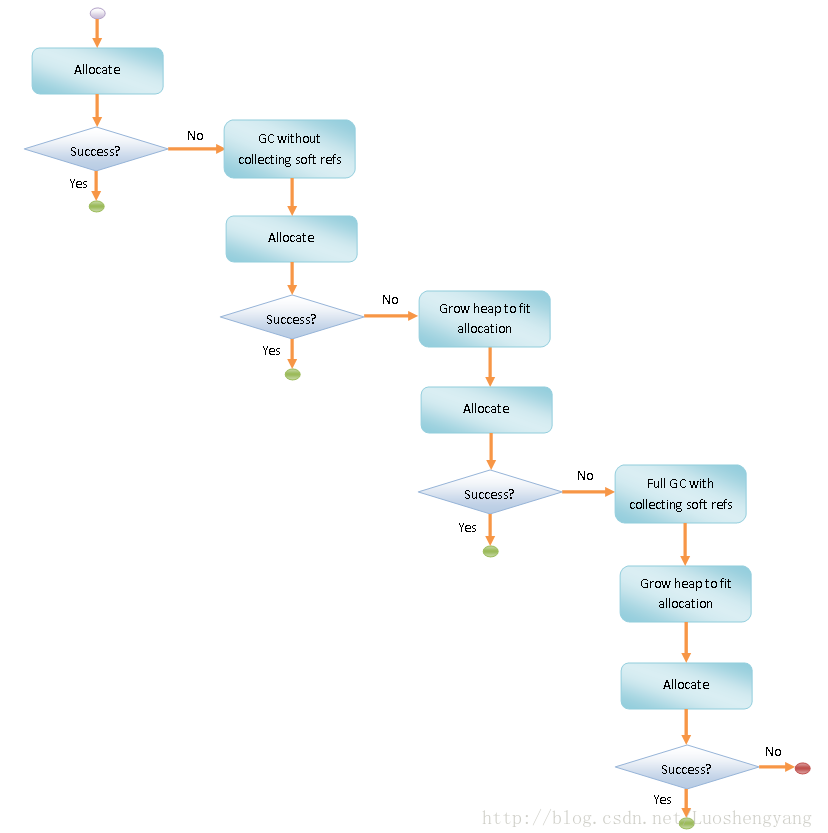 Allocate
Success?
No
Yes
GC without
collecting soft refs
Allocate
Success?
No
Yes
Grow heap to fit
allocation
Allocate
Success?
No
Yes
Full GC with
collecting soft refs
Grow heap to fit
allocation
Allocate
Success?
No
Yes
http://blog.csdn.net/Luoshengyang